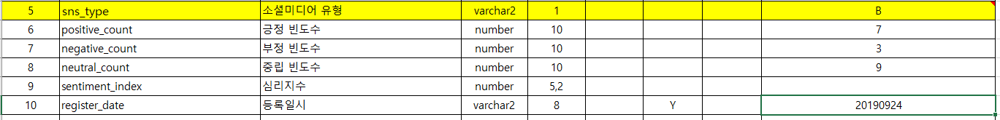 5 sns_type 소셜미디어 유형 varchar2 1 B
6 positive_count 긍정 빈도수 number 10 7
7 negative_count 부정 빈도수 number 10 3
8 neutral_count 중립 빈도수 number 10 9
9 sentiment_index 심리지수 number 5,2
10 register_date 등록일시 varchar2 8 Y 20190924